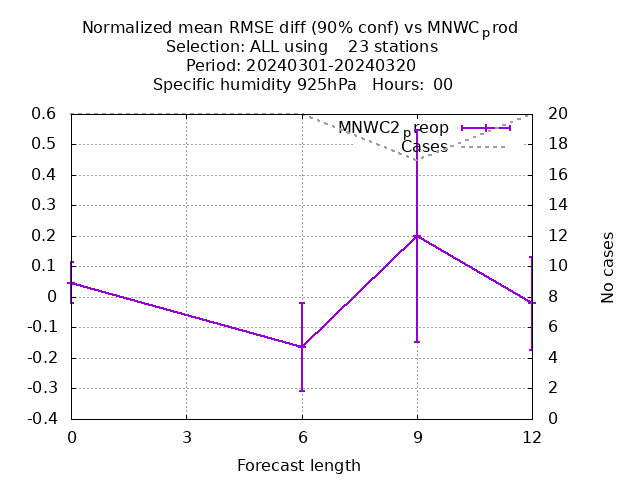 Normalized mean RMSE diff (90% conf) vs MNWCprod
Selection: ALL using    23 stations
Period: 20240301-20240320
Specific humidity 925hPa   Hours:  00
MNWC2preop
Cases
0.6
0.5
0.4
0.3
0.2
0.1
0
-0.1
-0.2
-0.3
-0.4
20
18
16
14
12
10
8
6
4
2
0
No cases
0 3 6 9 12
Forecast length